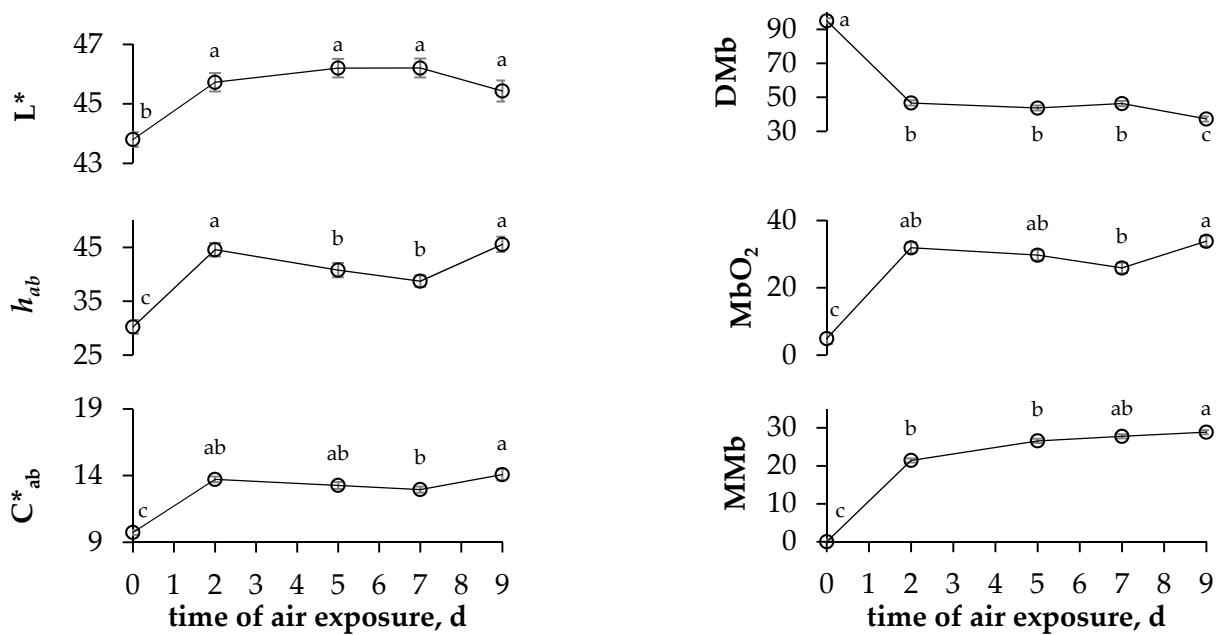 L*
47
45
43
b
a
a
a
a
h_ab
45
35
25
c
a
b
b
a
C*ab
19
14
9
c
ab
ab
b
a
0 1 2 3 4 5 6 7 8 9
time of air exposure, d
DMb
90
50
30
a
b
b
b
c
MbO₂
40
20
0
c
ab
ab
b
a
MMb
30
20
10
0
c
b
b
ab
a
0 1 2 3 4 5 6 7 8 9
time of air exposure, d